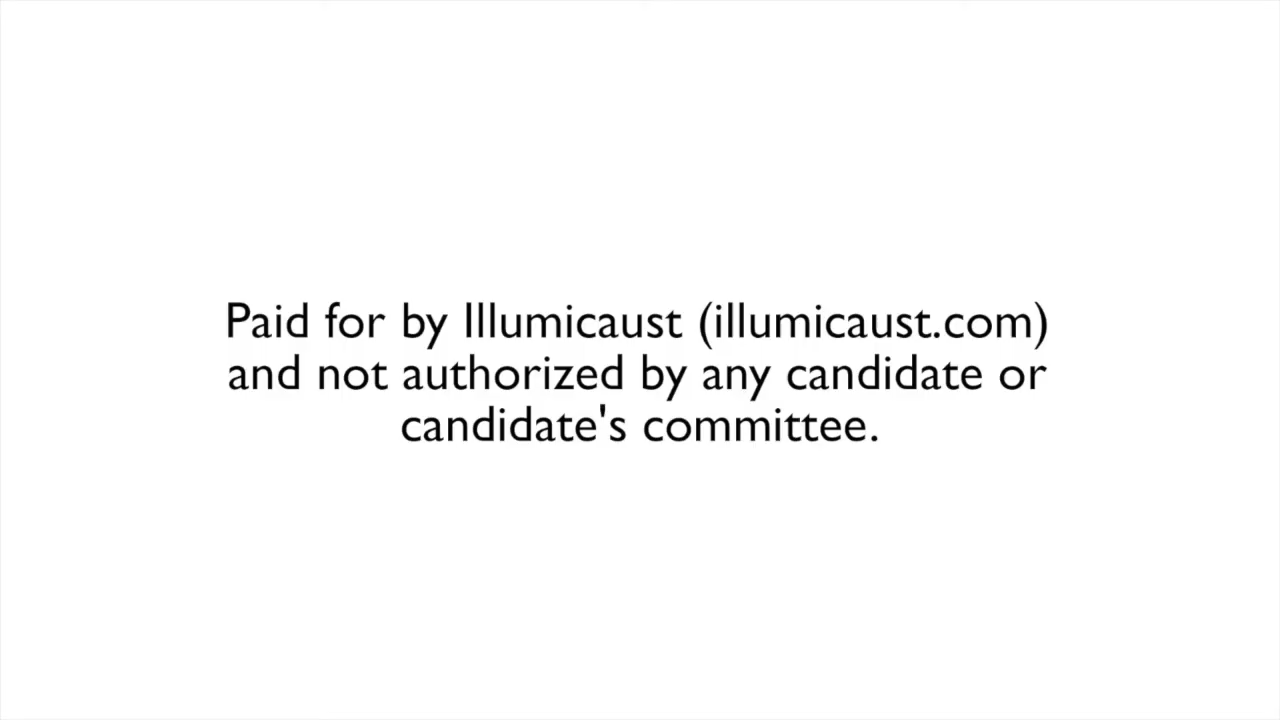 Paid for by Illumicaust (illumicaust.com)
and not authorized by any candidate or
candidate's committee.